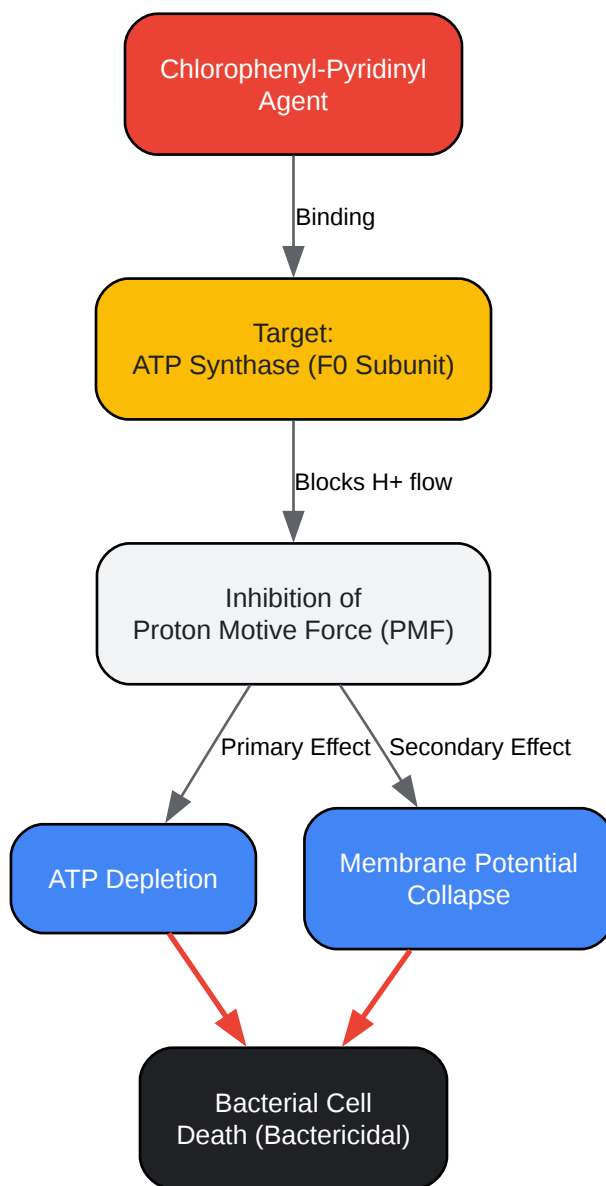 Chlorophenyl-Pyridinyl
Agent
Binding
Target:
ATP Synthase (F0 Subunit)
Blocks H+ flow
Inhibition of
Proton Motive Force (PMF)
Primary Effect
Secondary Effect
ATP Depletion
Membrane Potential
Collapse
Bacterial Cell
Death (Bactericidal)